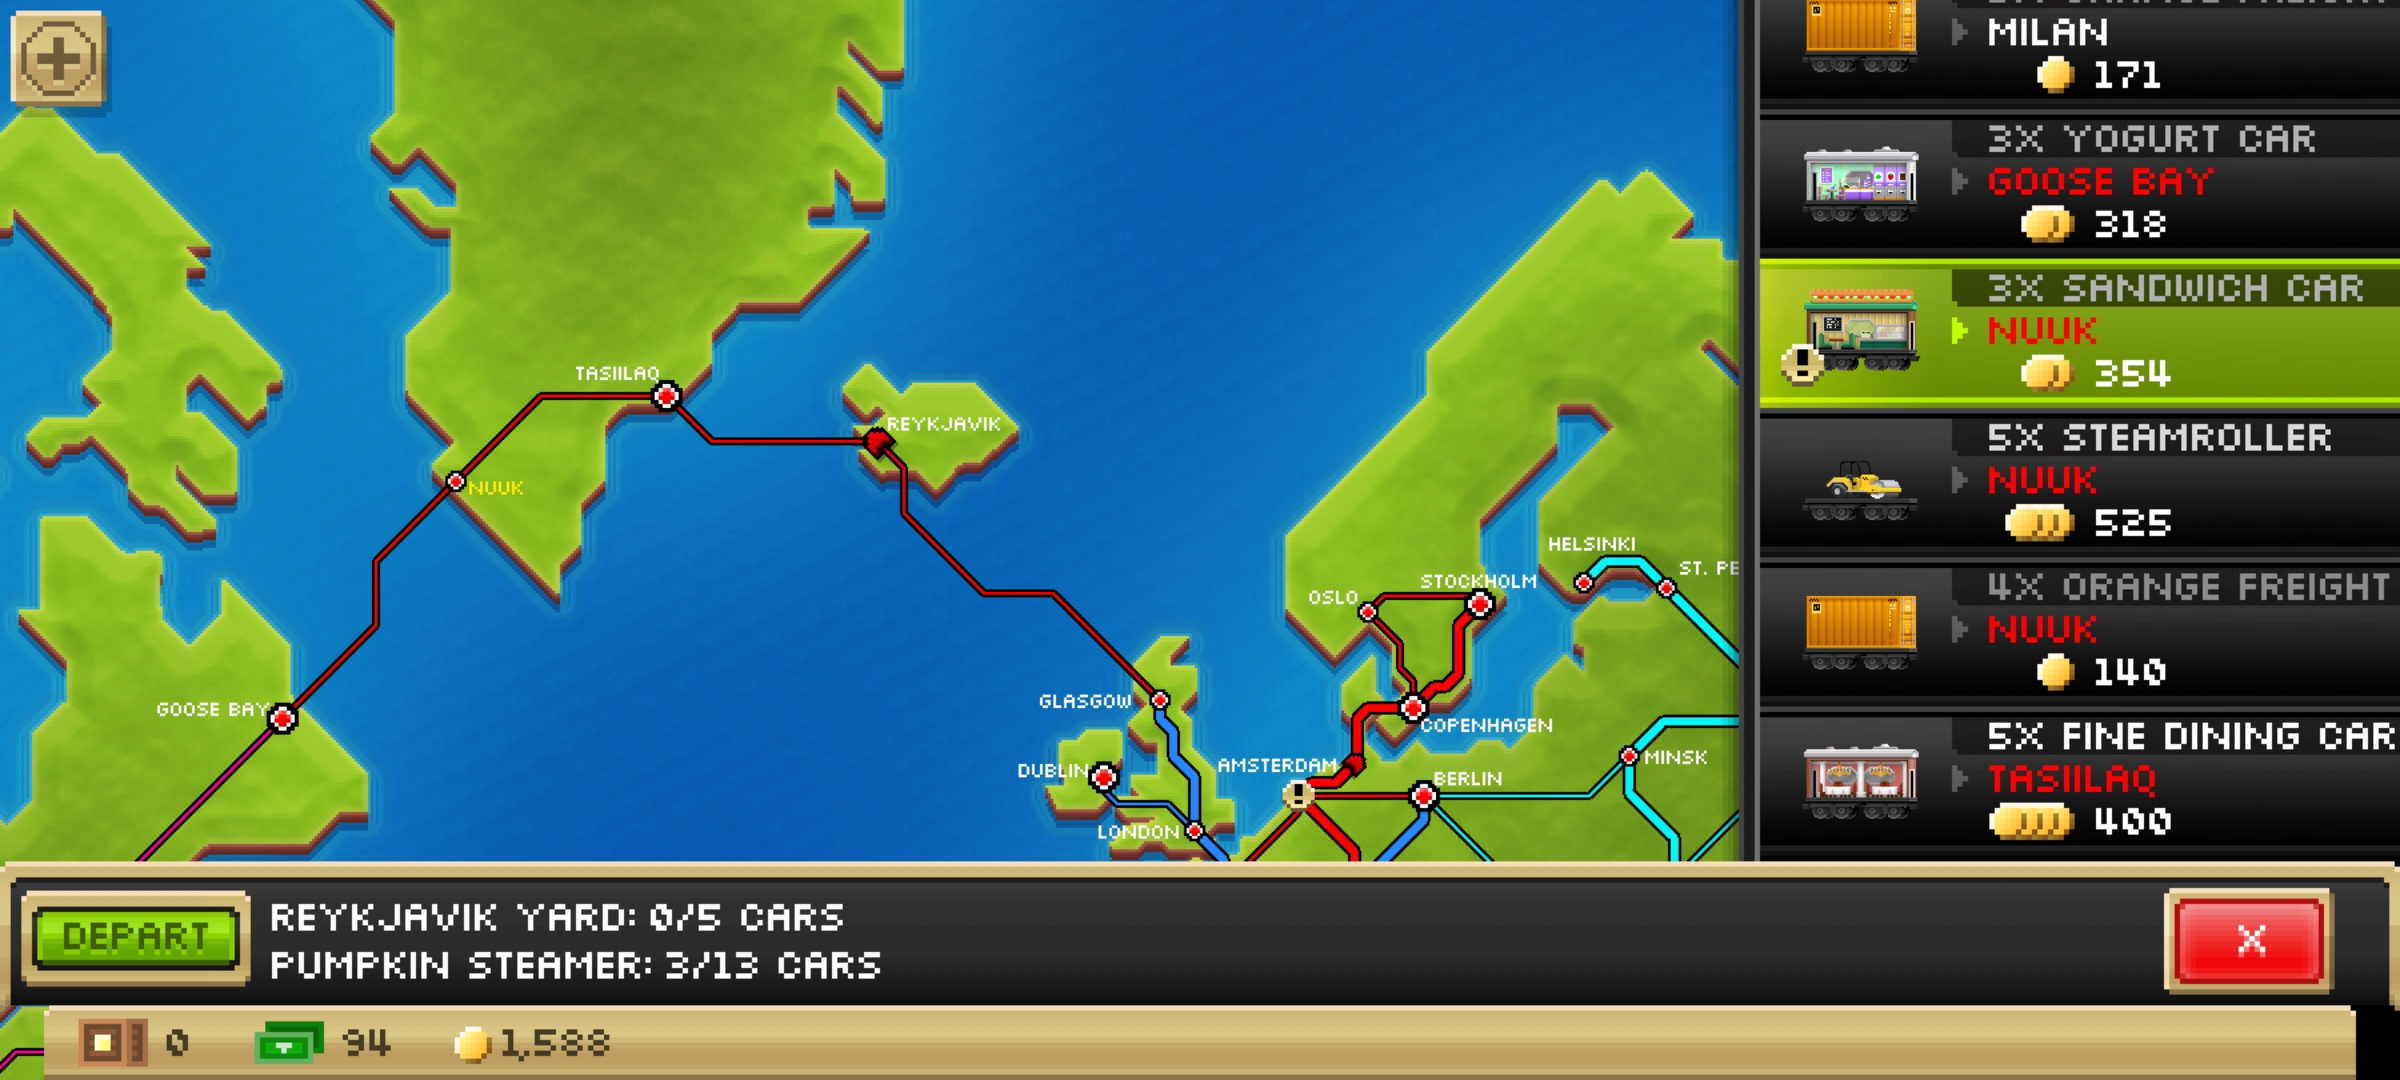 MILAN
171
3X YOGURT CAR
GOOSE BAY
318
3X SANDWICH CAR
NUUK
354
5X STEAMROLLER
NUUK
525
4X ORANGE FREIGHT
NUUK
140
5X FINE DINING CAR
TASIILAQ
400
TASIILAQ
REYKJAVIK
NUUK
HELSINKI
ST. PE
STOCKHOLM
OSLO
GLASGOW
GOOSE BAY
COPENHAGEN
MINSK
AMSTERDAM
DUBLIN
BERLIN
LONDON
DEPART
REYKJAVIK YARD: 0/5 CARS
PUMPKIN STEAMER: 3/13 CARS
X
0
94
1,588